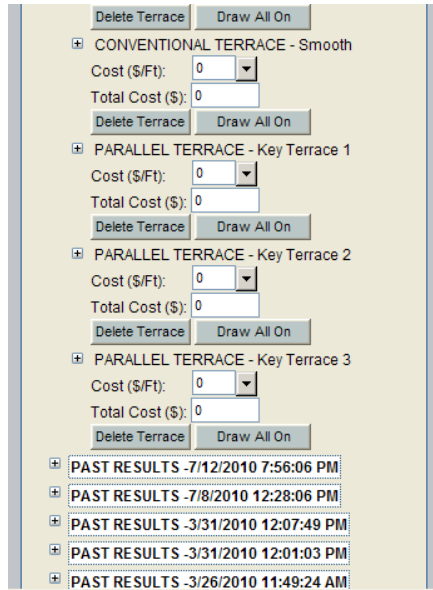 Delete Terrace Draw All On
CONVENTIONAL TERRACE - Smooth
Cost ($/Ft): 0
Total Cost ($): 0
Delete Terrace Draw All On
PARALLEL TERRACE - Key Terrace 1
Cost ($/Ft): 0
Total Cost ($): 0
Delete Terrace Draw All On
PARALLEL TERRACE - Key Terrace 2
Cost ($/Ft): 0
Total Cost ($): 0
Delete Terrace Draw All On
PARALLEL TERRACE - Key Terrace 3
Cost ($/Ft): 0
Total Cost ($): 0
Delete Terrace Draw All On
PAST RESULTS -7/12/2010 7:56:06 PM
PAST RESULTS -7/8/2010 12:28:06 PM
PAST RESULTS -3/31/2010 12:07:49 PM
PAST RESULTS -3/31/2010 12:01:03 PM
PAST RESULTS -3/26/2010 11:49:24 AM